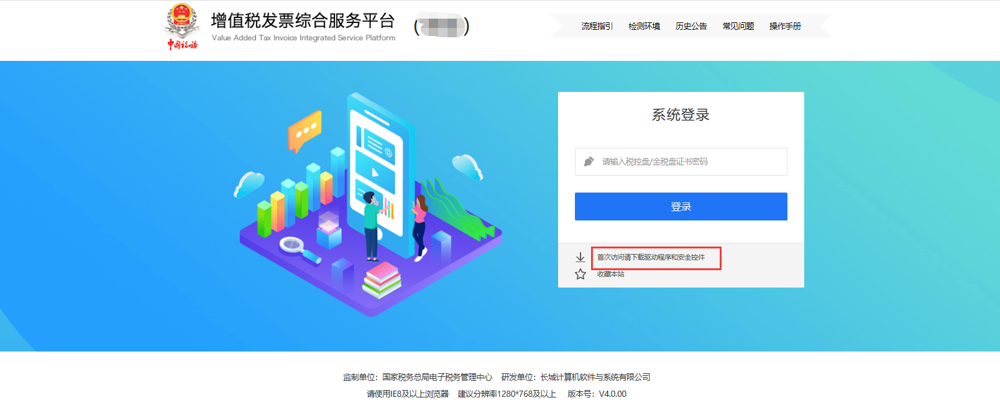 增值税发票综合服务平台
Value Added Tax Invoice Integrated Service Platform
( )
中国税务
流程指引 检测环境 历史公告 常见问题 操作手册
系统登录
请输入税控盘/金税盘证书密码
登录
首次访问请下载驱动程序和安全控件
收藏本站
监制单位：国家税务总局电子税务管理中心 研发单位：长城计算机软件与系统有限公司
请使用IE8及以上浏览器 建议分辨率1280*768及以上 版本号：V4.0.00